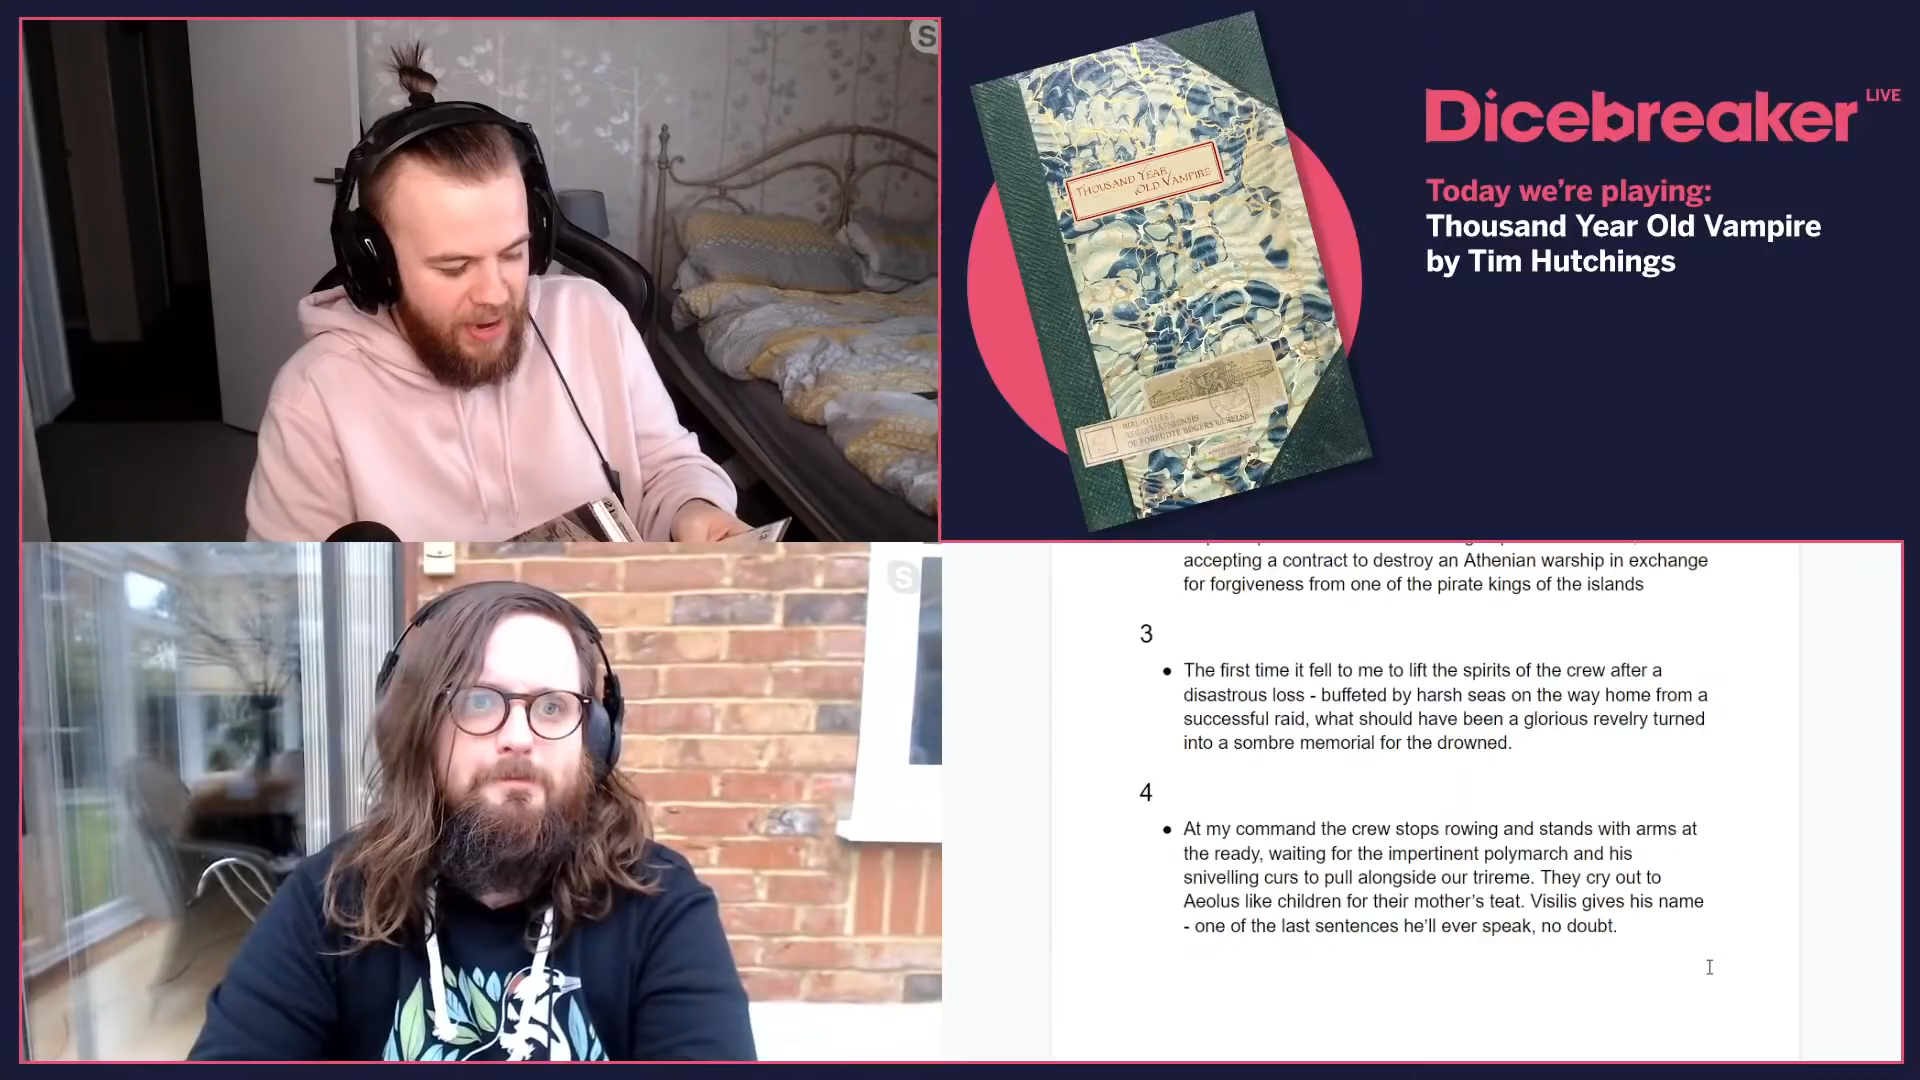 S
THOUSAND YEAR
OLD VAMPIRE
BIBLIOTHECA
REGIA HAFNIENSIS
DE FORBUDTE BØGERS VÆRELSE
Dicebreaker LIVE
Today we're playing:
Thousand Year Old Vampire
by Tim Hutchings
S
accepting a contract to destroy an Athenian warship in exchange
for forgiveness from one of the pirate kings of the islands
3
● The first time it fell to me to lift the spirits of the crew after a
disastrous loss - buffeted by harsh seas on the way home from a
successful raid, what should have been a glorious revelry turned
into a sombre memorial for the drowned.
4
● At my command the crew stops rowing and stands with arms at
the ready, waiting for the impertinent polymarch and his
snivelling curs to pull alongside our trireme. They cry out to
Aeolus like children for their mother's teat. Visilis gives his name
- one of the last sentences he'll ever speak, no doubt.